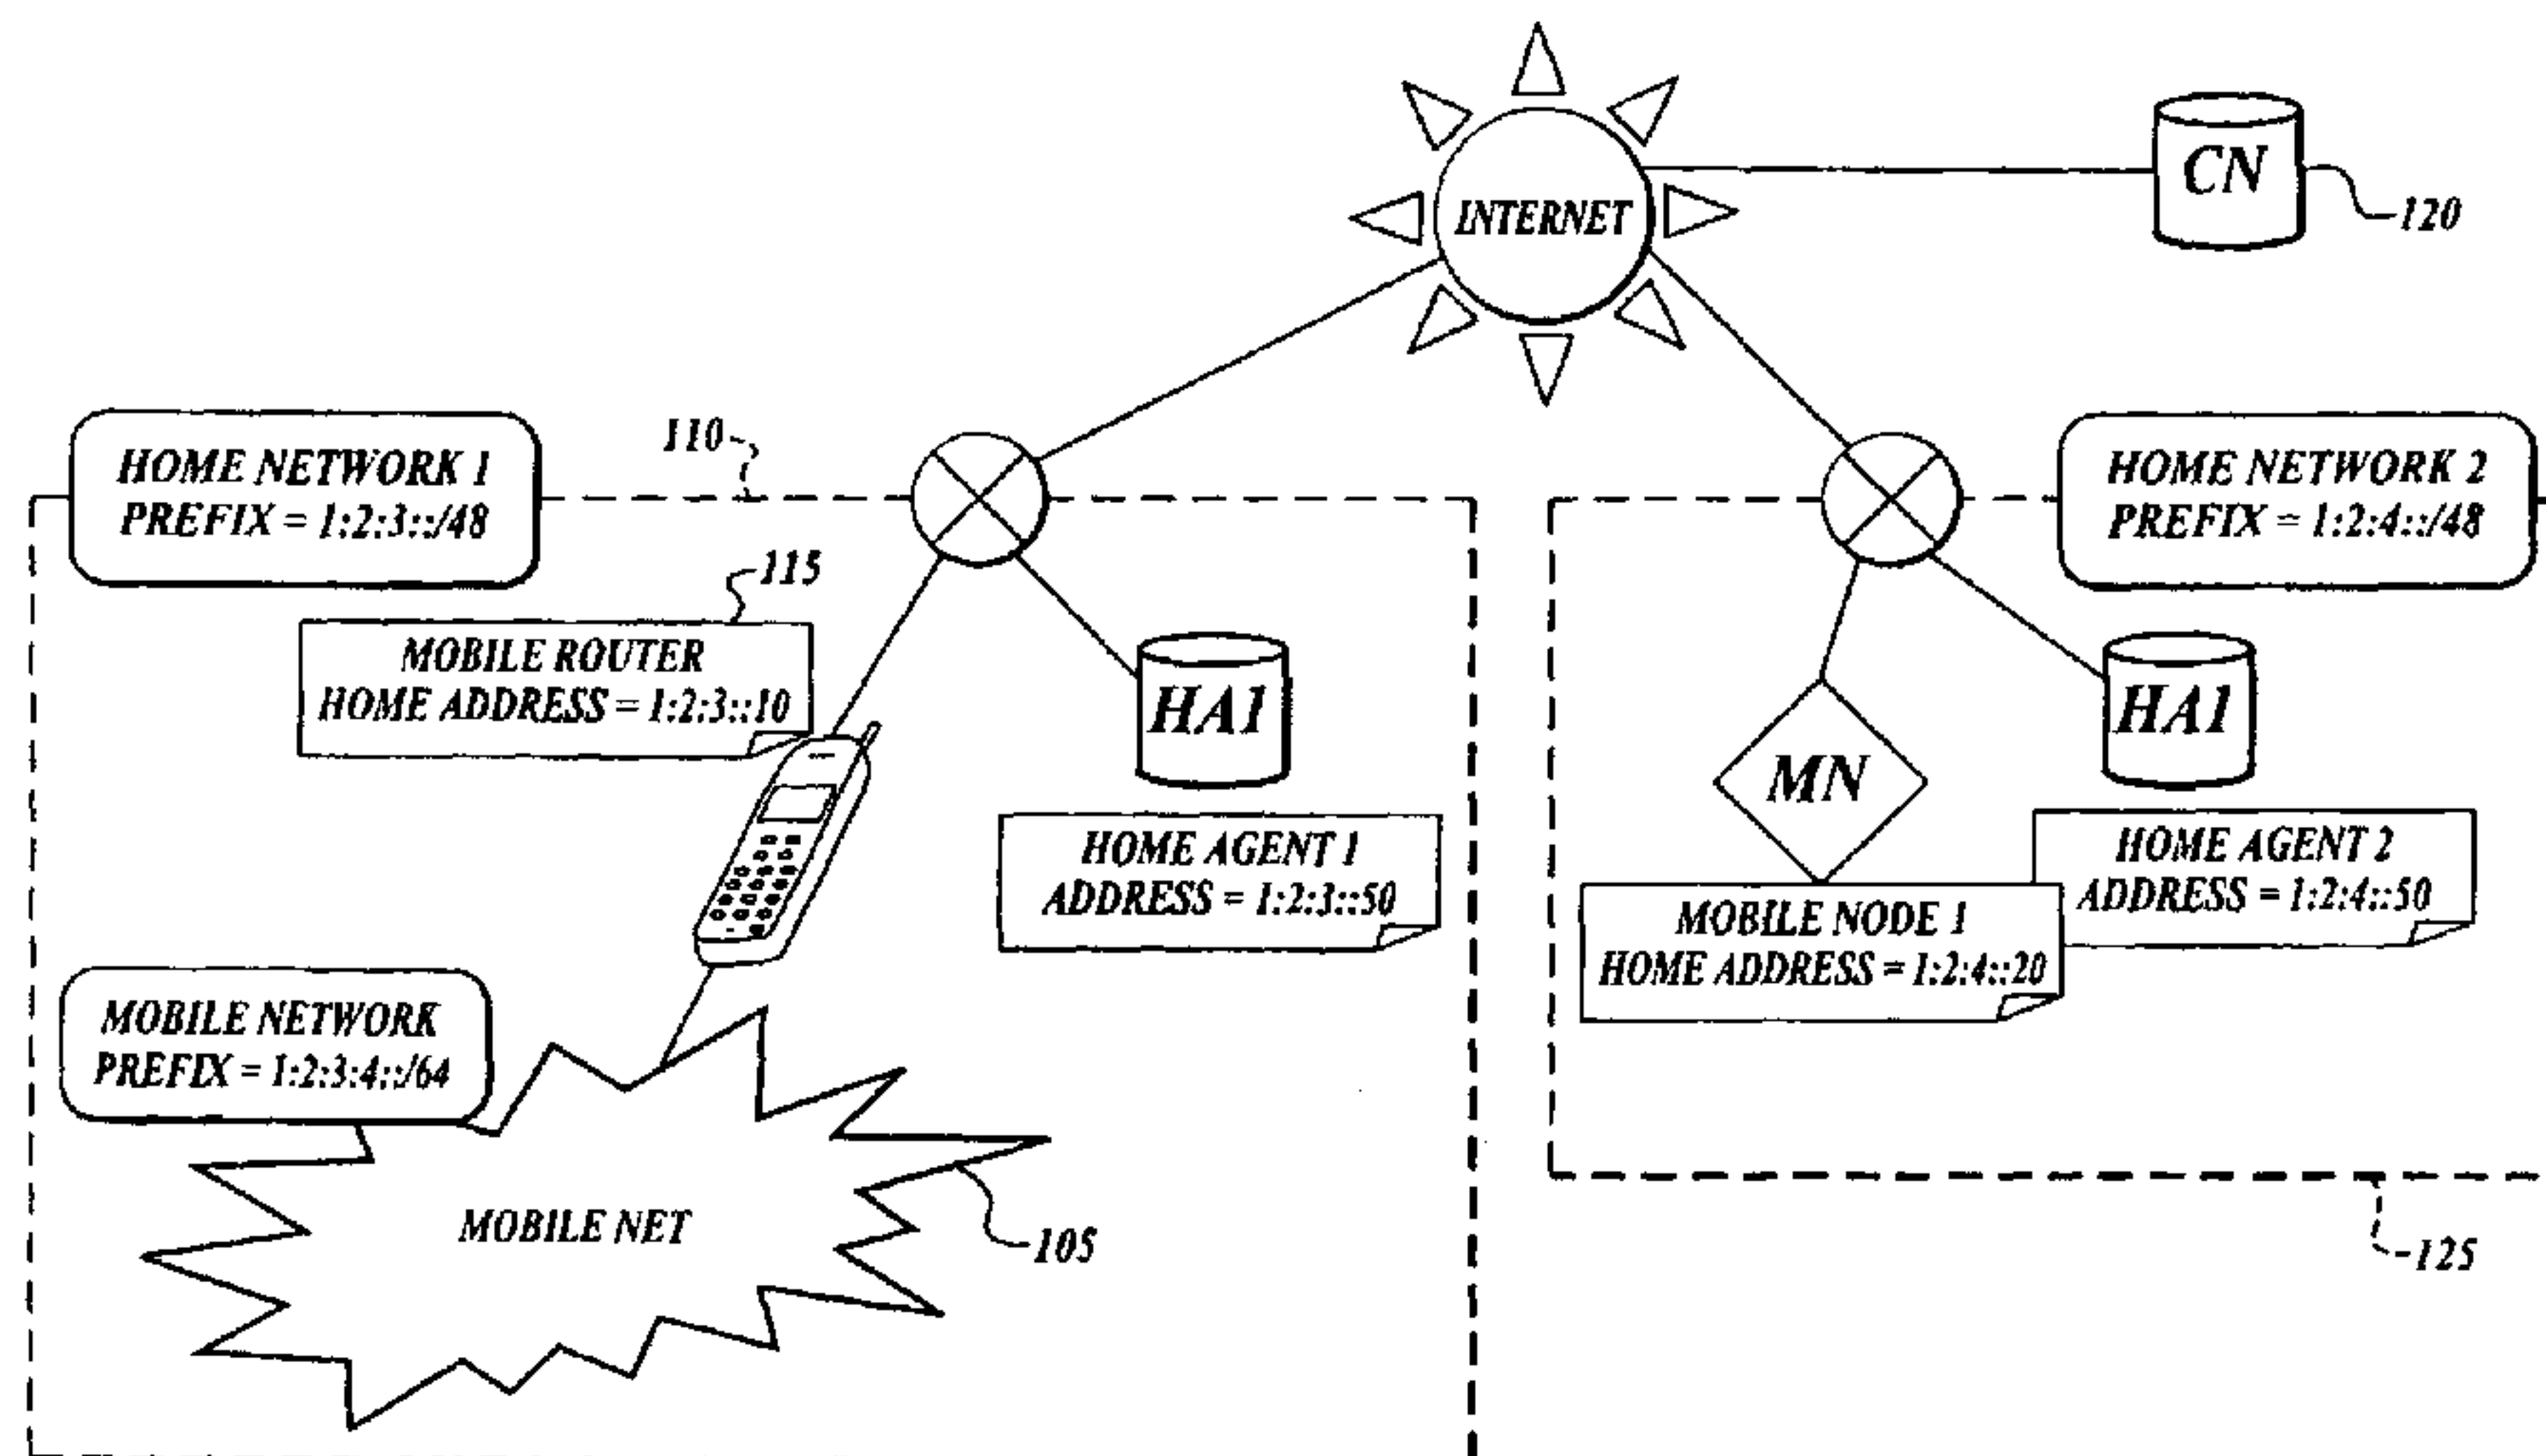 INTERNET
CN
120
110
HOME NETWORK 1
PREFIX = 1:2:3::/48
HOME NETWORK 2
PREFIX = 1:2:4::/48
115
MOBILE ROUTER
HOME ADDRESS = 1:2:3::10
HA1
HA1
MN
HOME AGENT 1
ADDRESS = 1:2:3::50
HOME AGENT 2
ADDRESS = 1:2:4::50
MOBILE NODE 1
HOME ADDRESS = 1:2:4::20
MOBILE NETWORK
PREFIX = 1:2:3:4::/64
MOBILE NET
105
125